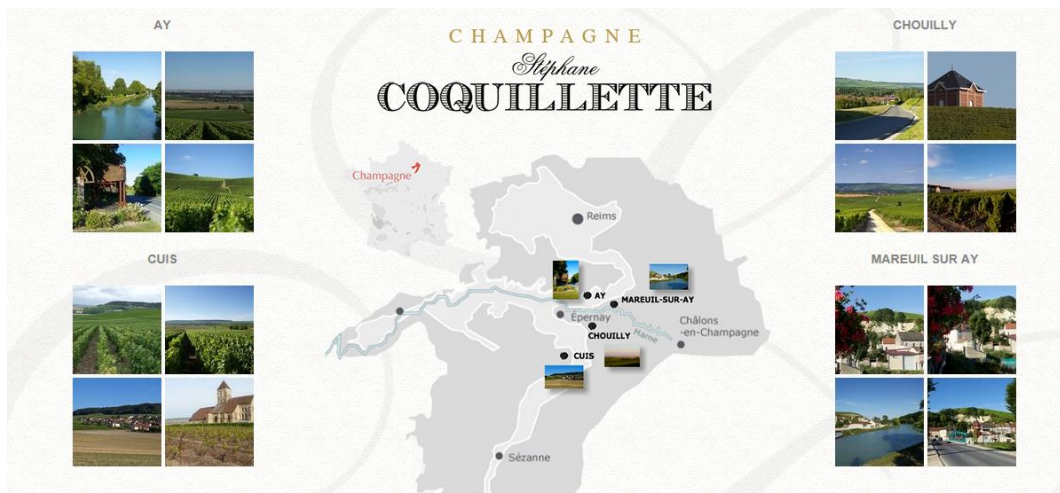 AY
CHAMPAGNE
Stéphane
COQUILLETTE
CHOUILLY
Champagne
Reims
AY
MAREUIL-SUR-AY
Épernay
Châlons
-en-Champagne
Marne
CHOUILLY
CUIS
Sézanne
CUIS
MAREUIL SUR AY